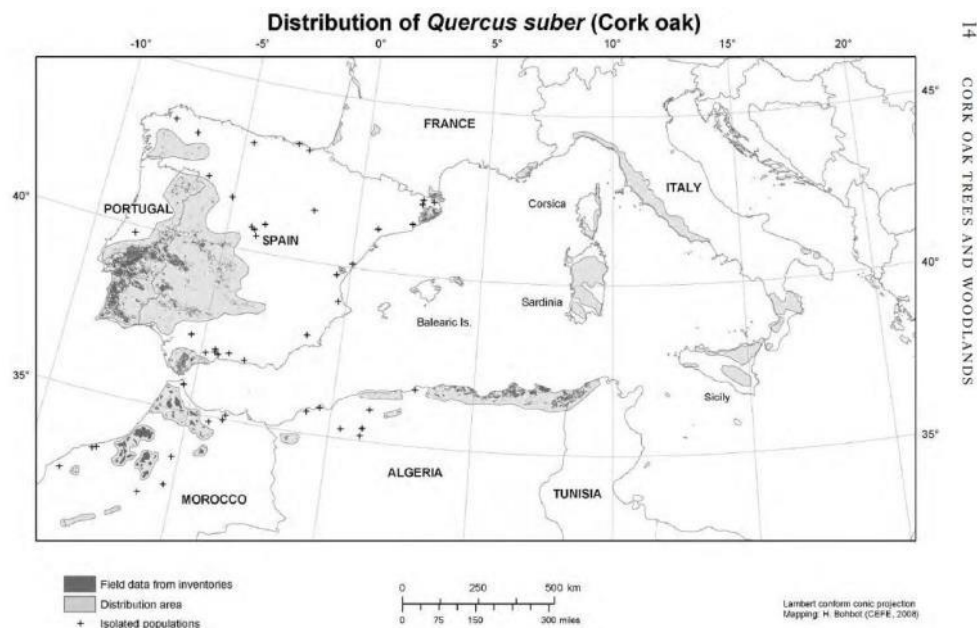 Distribution of Quercus suber (Cork oak)
14
CORK OAK TREES AND WOODLANDS
-10° -5° 0° 5° 10° 15° 20°
45°
FRANCE
ITALY
40°
PORTUGAL
SPAIN
Corsica
40°
Sardinia
Balearic Is.
35°
Sicily
35°
ALGERIA
MOROCCO
TUNISIA
Field data from inventories
Distribution area
+ Isolated populations
0 250 500 km
0 75 150 300 miles
Lambert conform conic projection
Mapping: H. Bohbot (CEFE, 2008)